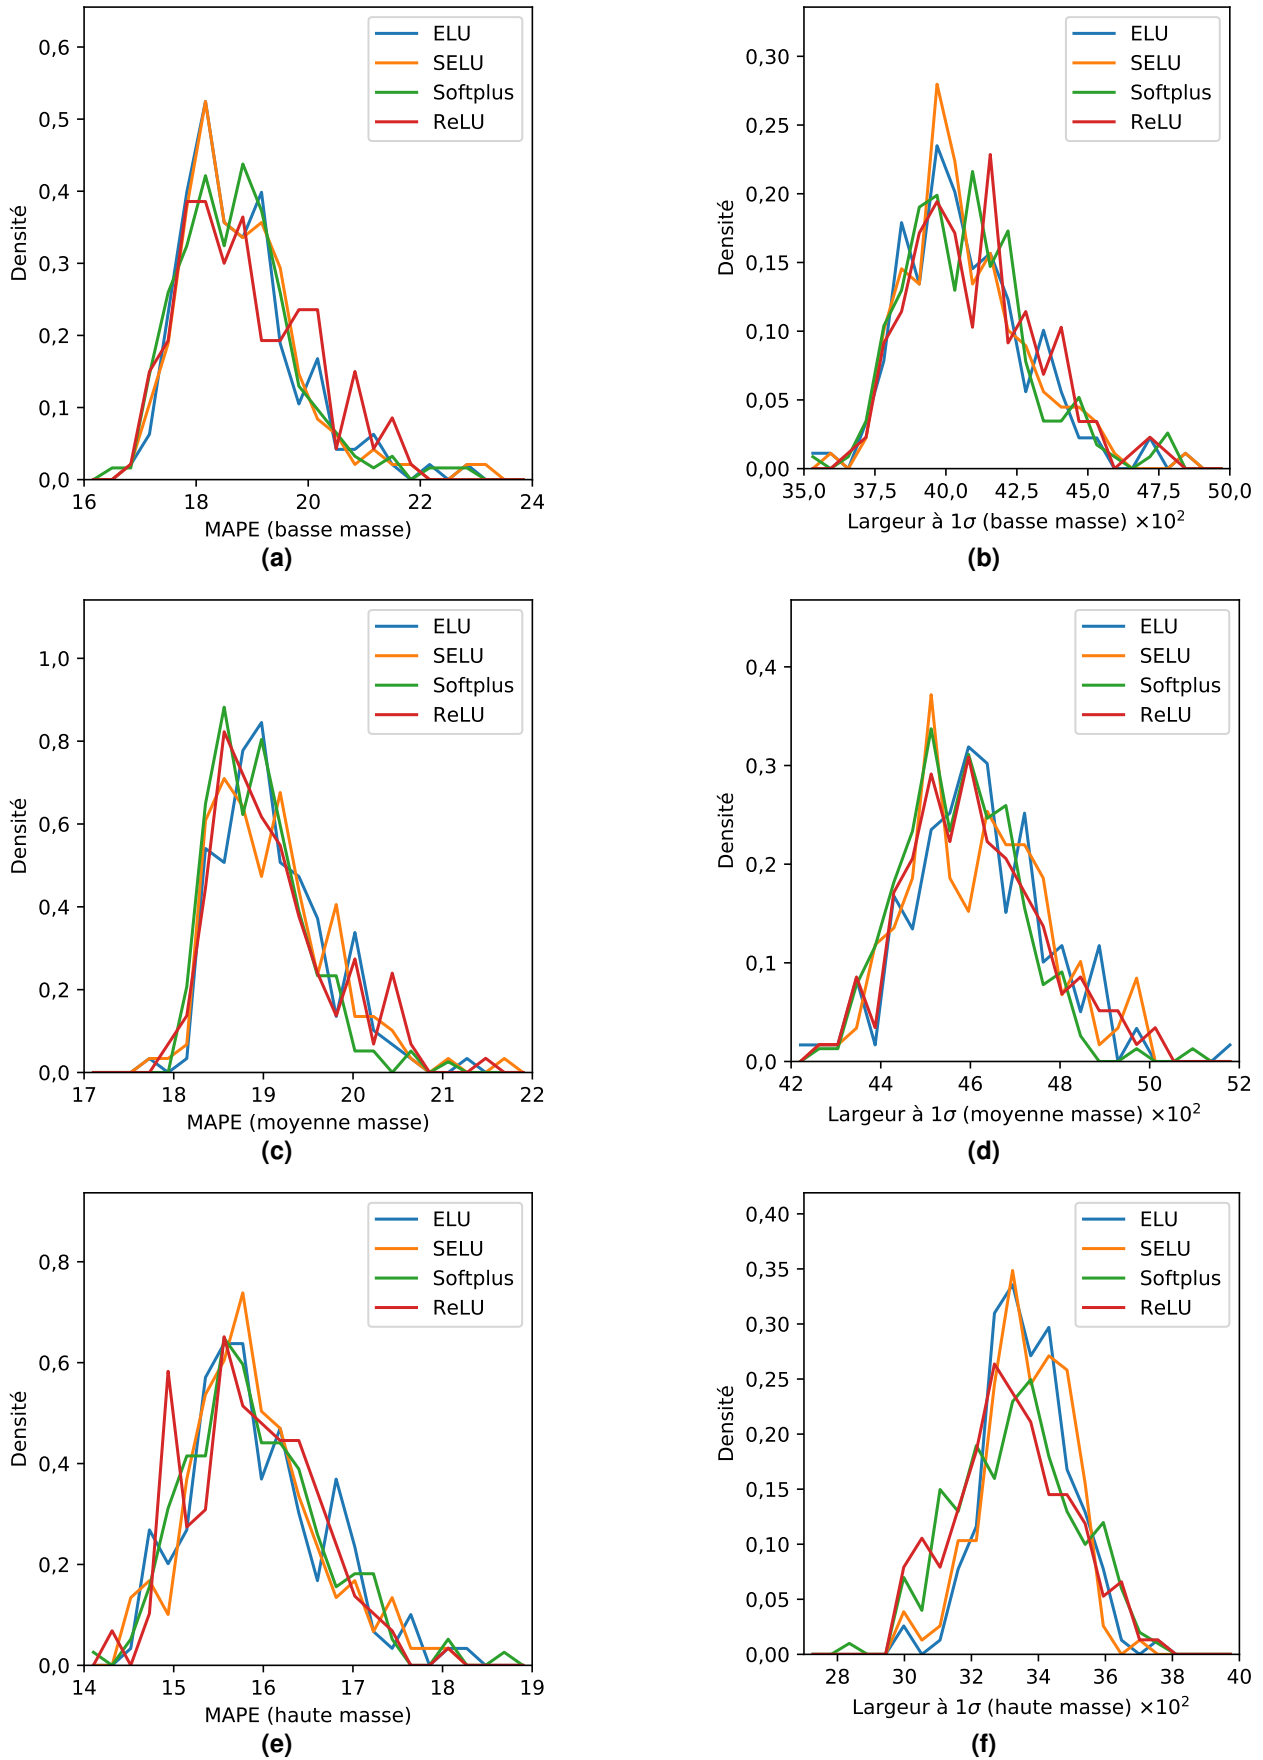 0,6
0,5
0,4
0,3
0,2
0,1
0,0
Densité
16 18 20 22 24
MAPE (basse masse)
ELU
SELU
Softplus
ReLU
(a)
0,30
0,25
0,20
0,15
0,10
0,05
0,00
Densité
35,0 37,5 40,0 42,5 45,0 47,5 50,0
Largeur à 1σ (basse masse) ×10²
ELU
SELU
Softplus
ReLU
(b)
1,0
0,8
0,6
0,4
0,2
0,0
Densité
17 18 19 20 21 22
MAPE (moyenne masse)
ELU
SELU
Softplus
ReLU
(c)
0,4
0,3
0,2
0,1
0,0
Densité
42 44 46 48 50 52
Largeur à 1σ (moyenne masse) ×10²
ELU
SELU
Softplus
ReLU
(d)
0,8
0,6
0,4
0,2
0,0
Densité
14 15 16 17 18 19
MAPE (haute masse)
ELU
SELU
Softplus
ReLU
(e)
0,40
0,35
0,30
0,25
0,20
0,15
0,10
0,05
0,00
Densité
28 30 32 34 36 38 40
Largeur à 1σ (haute masse) ×10²
ELU
SELU
Softplus
ReLU
(f)